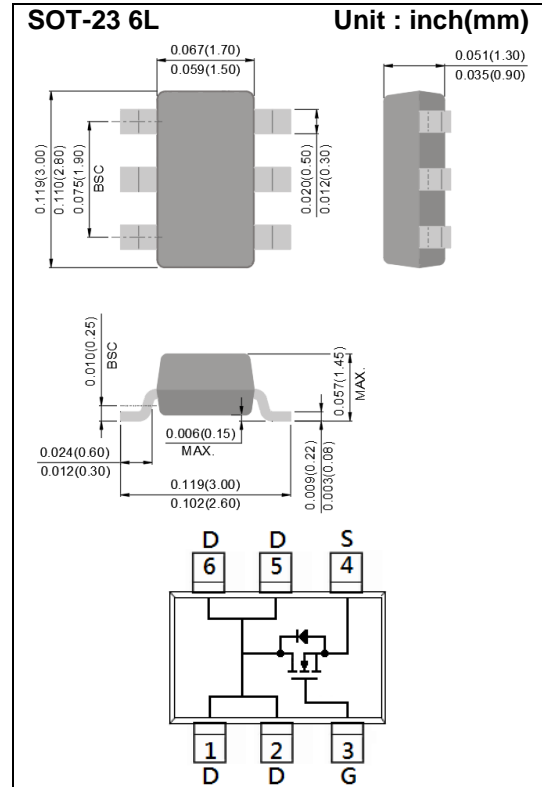 SOT-23 6L Unit : inch(mm)
0.067(1.70)
0.059(1.50)
0.051(1.30)
0.035(0.90)
0.119(3.00)
0.110(2.80)
0.075(1.90)
BSC
0.020(0.50)
0.012(0.30)
0.010(0.25)
BSC
0.057(1.45)
MAX.
0.006(0.15)
MAX.
0.024(0.60)
0.012(0.30)
0.009(0.22)
0.003(0.08)
0.119(3.00)
0.102(2.60)
D D S
6 5 4
1 2 3
D D G